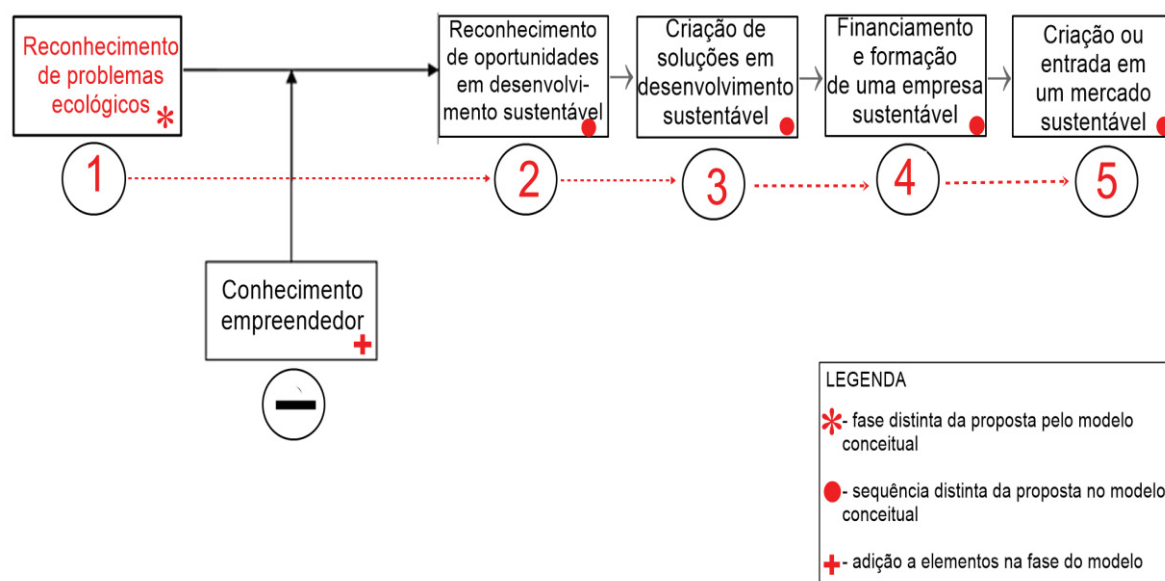 Reconhecimento
de problemas
ecológicos *
Reconhecimento
de oportunidades
em desenvolvi-
mento sustentável
Criação de
soluções em
desenvolvimento
sustentável
Financiamento
e formação
de uma empresa
sustentável
Criação ou
entrada em
um mercado
sustentável
1
2
3
4
5
Conhecimento
empreendedor
+
LEGENDA
*- fase distinta da proposta pelo modelo
conceitual
- sequência distinta da proposta no modelo
conceitual
+ - adição a elementos na fase do modelo